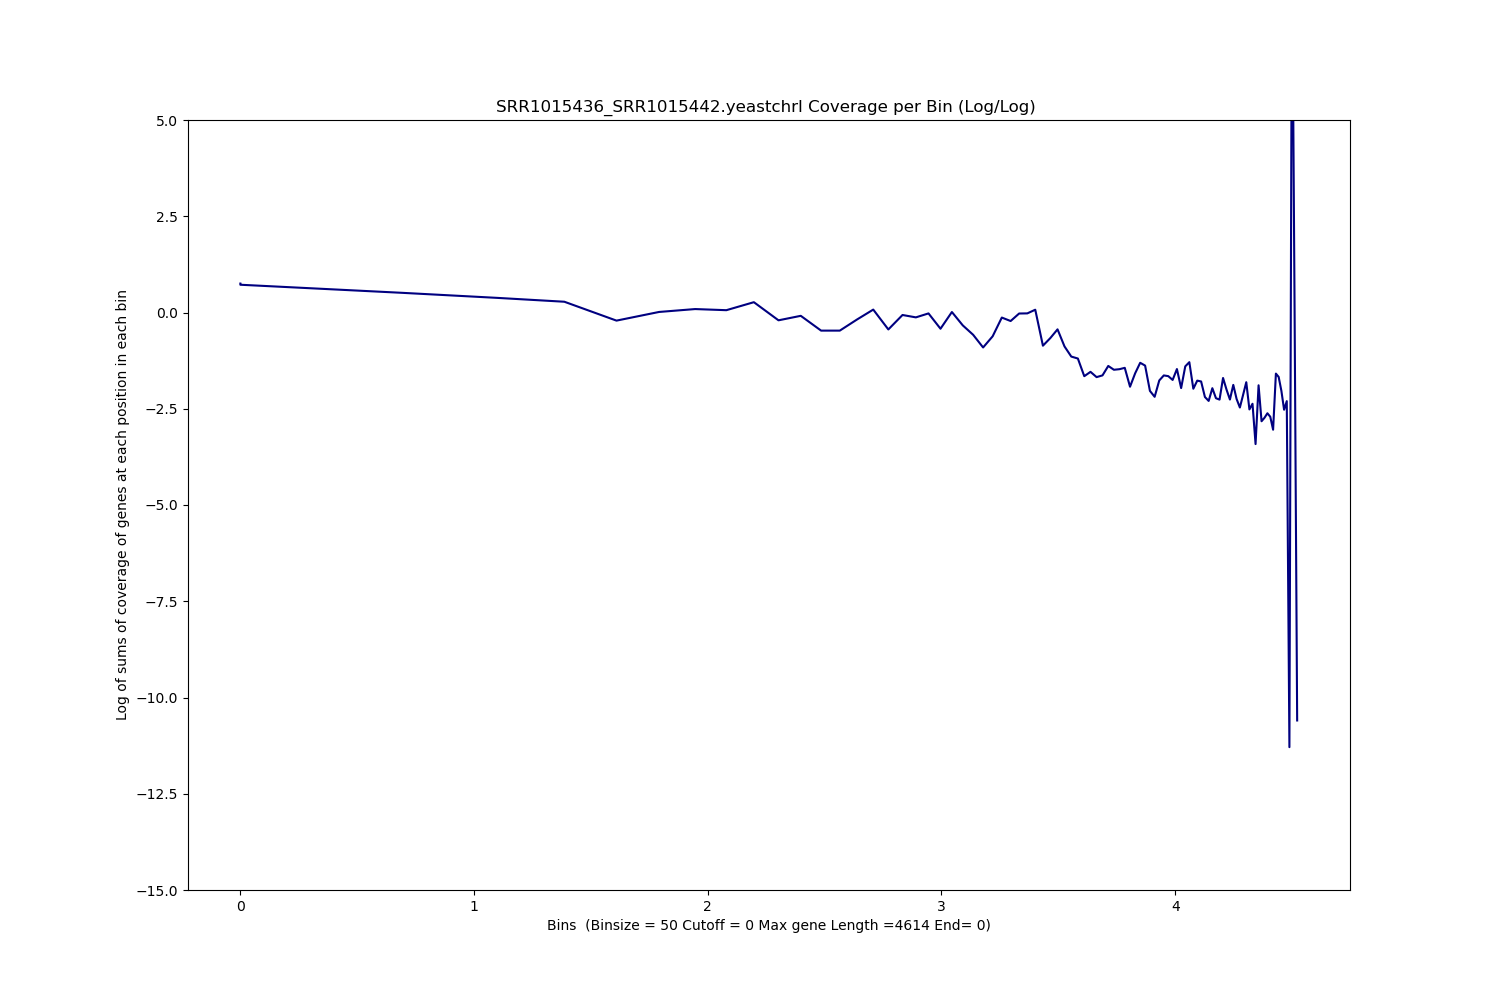 SRR1015436_SRR1015442.yeastchrI Coverage per Bin (Log/Log)
5.0
2.5
0.0
−2.5
−5.0
−7.5
−10.0
−12.5
−15.0
Log of sums of coverage of genes at each position in each bin
0 1 2 3 4
Bins  (Binsize = 50 Cutoff = 0 Max gene Length =4614 End= 0)